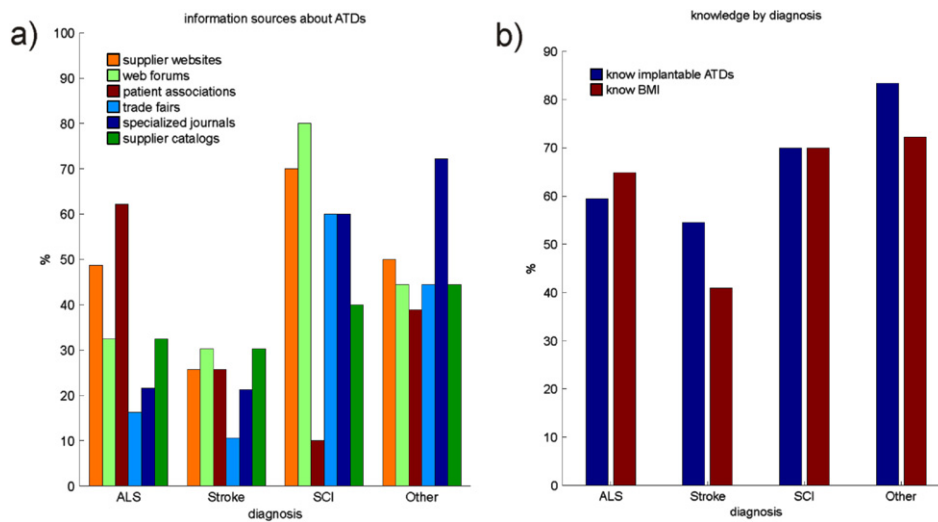 a)
information sources about ATDs
100
90
80
70
60
50
40
30
20
10
0
%
supplier websites
web forums
patient associations
trade fairs
specialized journals
supplier catalogs
ALS Stroke SCI Other
diagnosis
b)
knowledge by diagnosis
90
80
70
60
50
40
30
20
10
0
%
know implantable ATDs
know BMI
ALS Stroke SCI Other
diagnosis